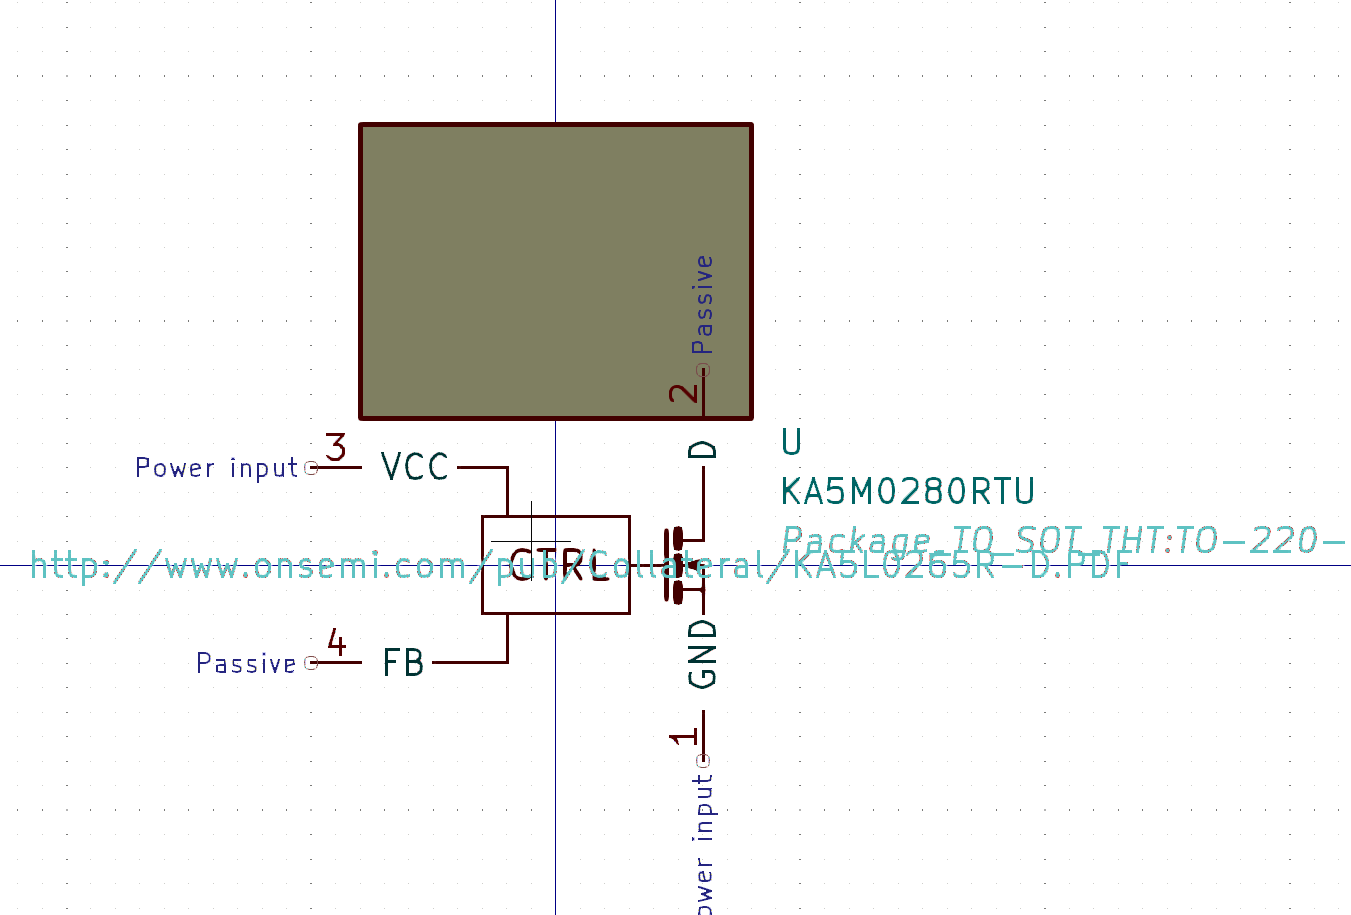 Passive
2
D
U
3
Power input
VCC
KA5M0280RTU
Package_TO_SOT_THT:TO-220-
http://www.onsemi.com/pub/Collateral/KA5L0265R-D.PDF
CTRL
4
Passive
FB
GND
1
ower input